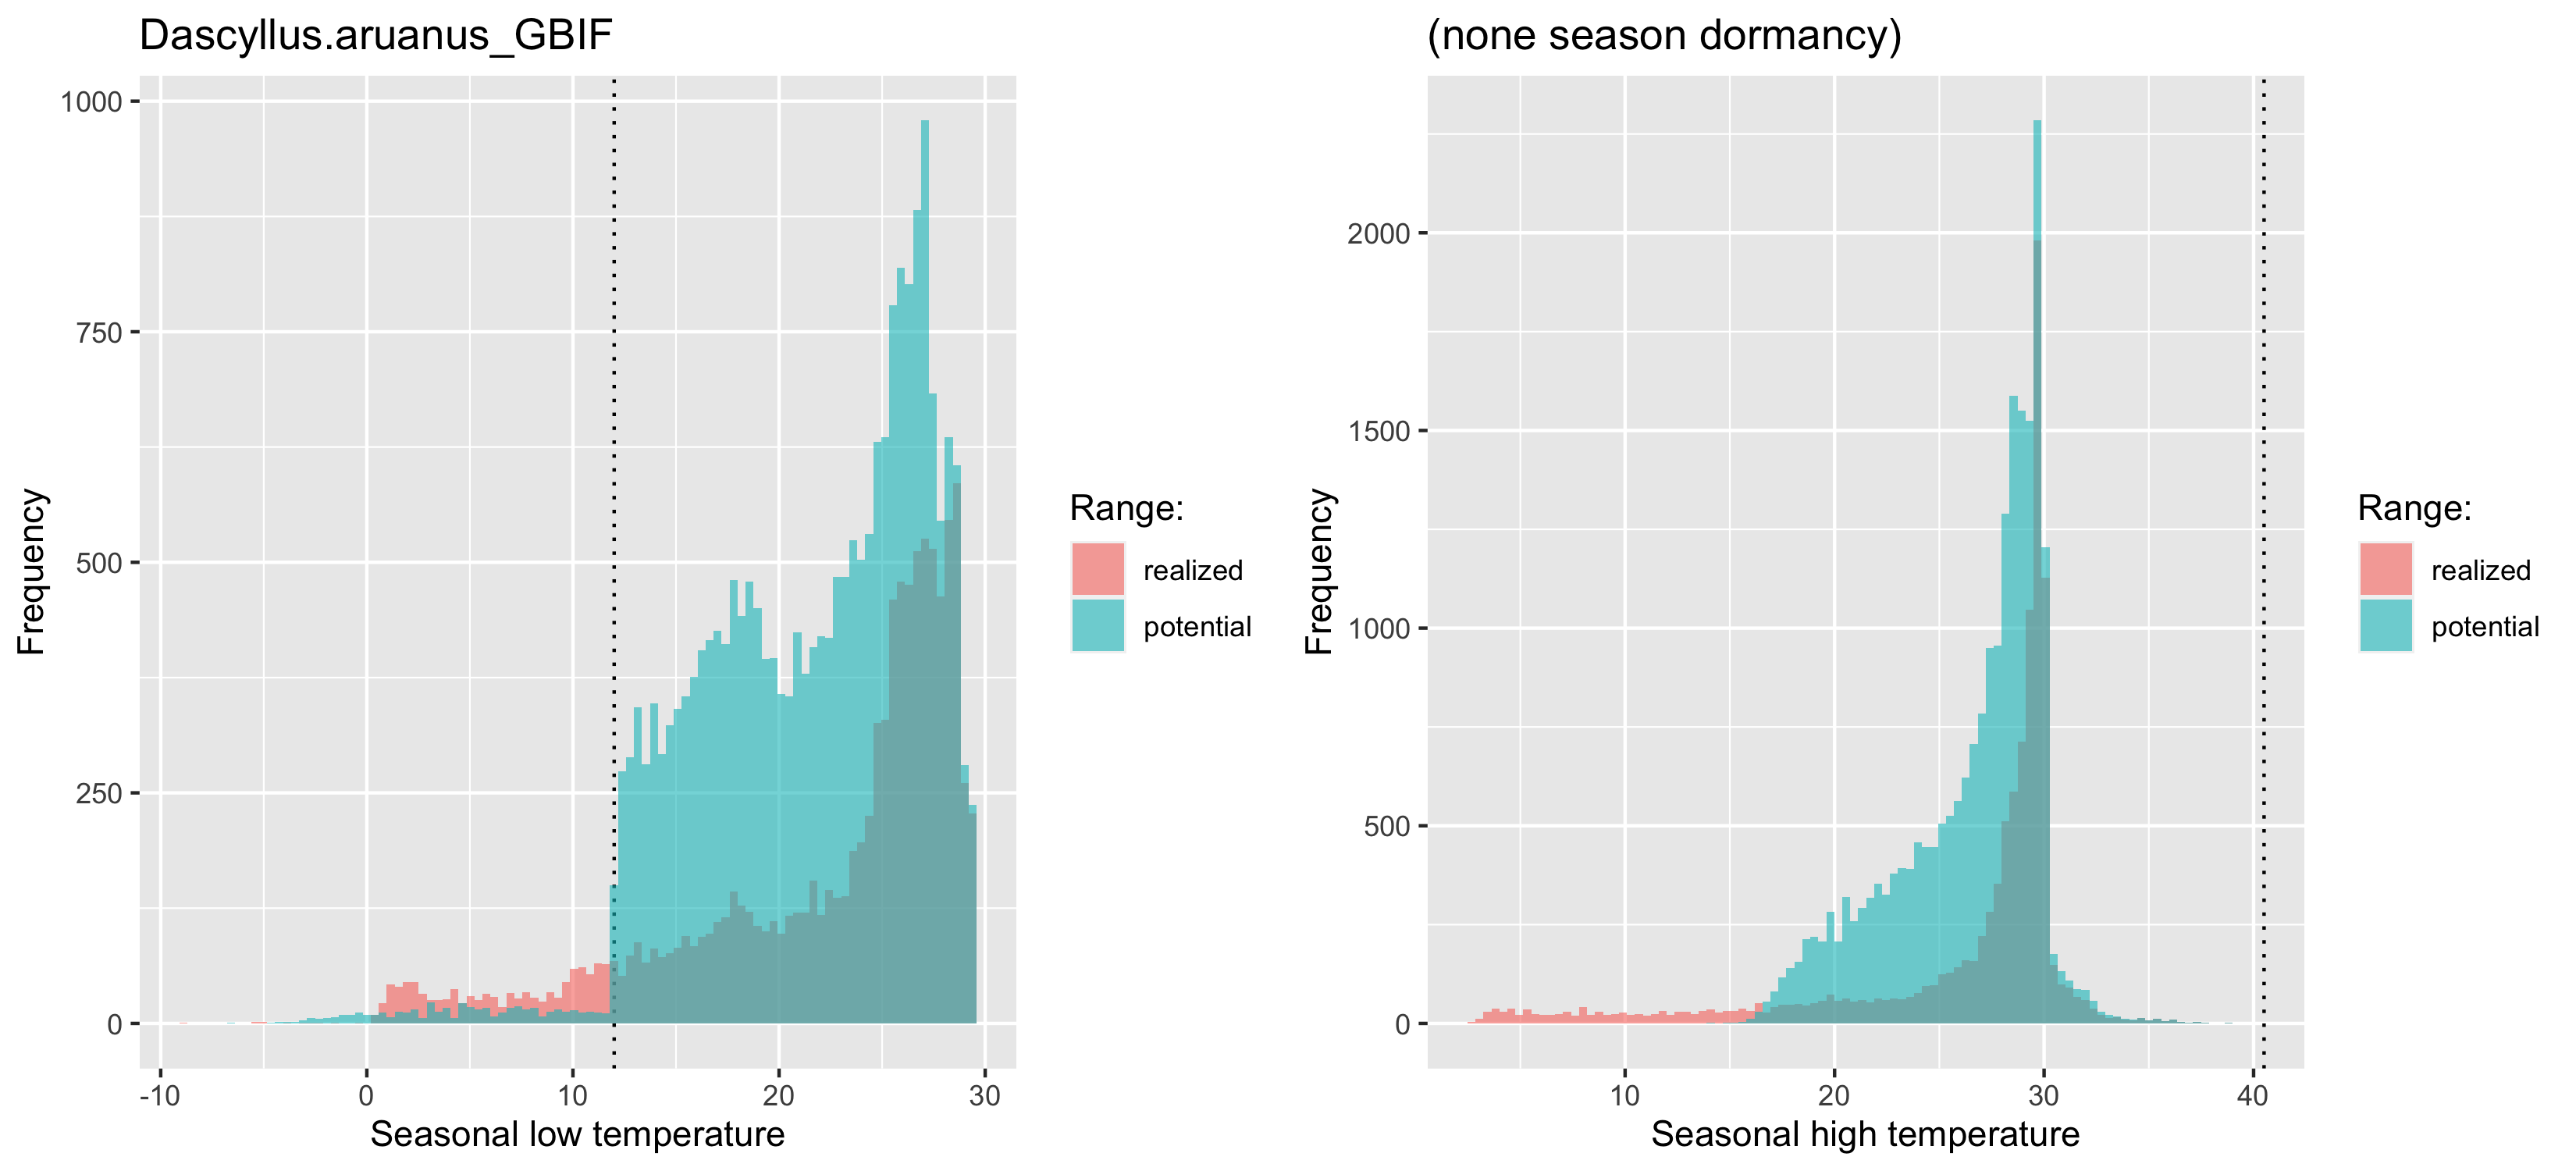 Dascyllus.aruanus_GBIF
1000
750
500
250
0
Frequency
-10 0 10 20 30
Seasonal low temperature
Range:
realized
potential
(none season dormancy)
2000
1500
1000
500
0
Frequency
10 20 30 40
Seasonal high temperature
Range:
realized
potential